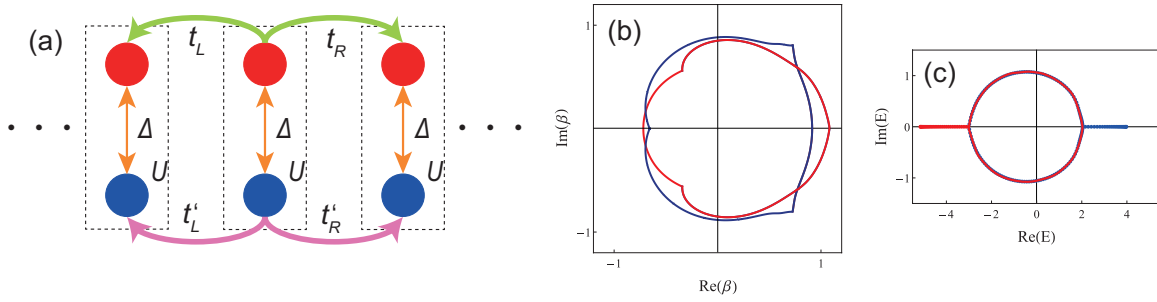 (a)
t_L t_R
Δ Δ Δ
U U U
t'_L t'_R
(b)
1
-1
-1 1
Im(β)
Re(β)
(c)
1
0
-1
-4 -2 0 2 4
Im(E)
Re(E)